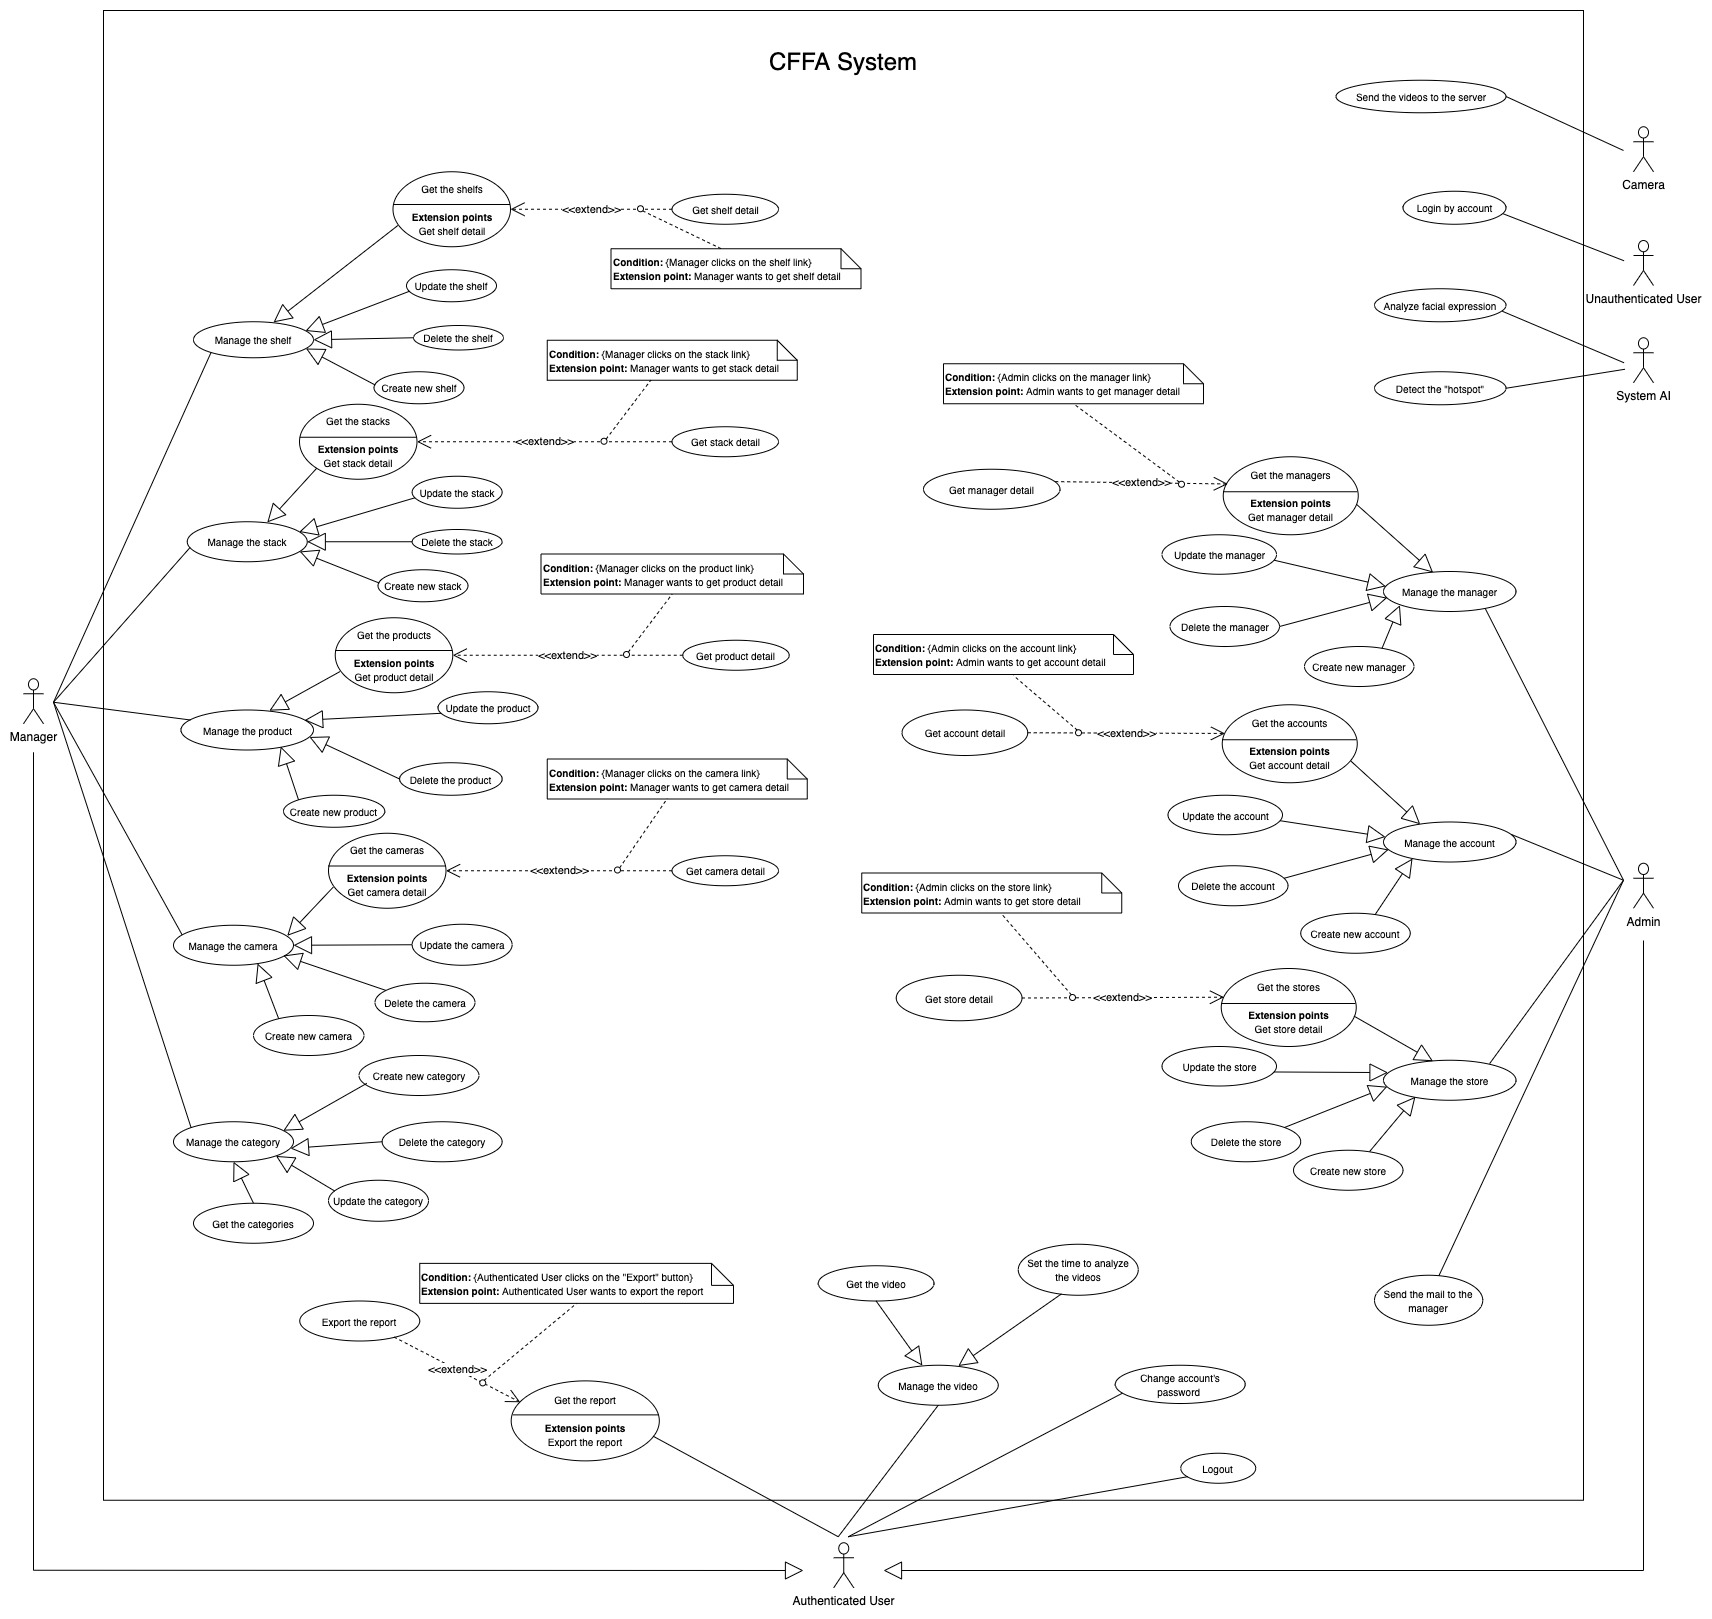 CFFA System
Send the videos to the server
Camera
Login by account
Unauthenticated User
Analyze facial expression
Detect the "hotspot"
System AI
Get the shelfs
Extension points
Get shelf detail
<<extend>>
Get shelf detail
Condition: {Manager clicks on the shelf link}
Extension point: Manager wants to get shelf detail
Update the shelf
Manage the shelf
Delete the shelf
Create new shelf
Condition: {Manager clicks on the stack link}
Extension point: Manager wants to get stack detail
Get the stacks
Extension points
Get stack detail
<<extend>>
Get stack detail
Update the stack
Manage the stack
Delete the stack
Create new stack
Condition: {Manager clicks on the product link}
Extension point: Manager wants to get product detail
Get the products
Extension points
Get product detail
<<extend>>
Get product detail
Update the product
Manage the product
Delete the product
Create new product
Manager
Condition: {Manager clicks on the camera link}
Extension point: Manager wants to get camera detail
Get the cameras
Extension points
Get camera detail
<<extend>>
Get camera detail
Manage the camera
Update the camera
Delete the camera
Create new camera
Create new category
Manage the category
Delete the category
Update the category
Get the categories
Condition: {Admin clicks on the manager link}
Extension point: Admin wants to get manager detail
Get manager detail
<<extend>>
Get the managers
Extension points
Get manager detail
Update the manager
Manage the manager
Delete the manager
Create new manager
Condition: {Admin clicks on the account link}
Extension point: Admin wants to get account detail
Get account detail
<<extend>>
Get the accounts
Extension points
Get account detail
Update the account
Manage the account
Delete the account
Create new account
Admin
Condition: {Admin clicks on the store link}
Extension point: Admin wants to get store detail
Get store detail
<<extend>>
Get the stores
Extension points
Get store detail
Update the store
Manage the store
Delete the store
Create new store
Send the mail to the
manager
Condition: {Authenticated User clicks on the "Export" button}
Extension point: Authenticated User wants to export the report
Export the report
<<extend>>
Get the report
Extension points
Export the report
Get the video
Set the time to analyze
the videos
Manage the video
Change account's
password
Logout
Authenticated User